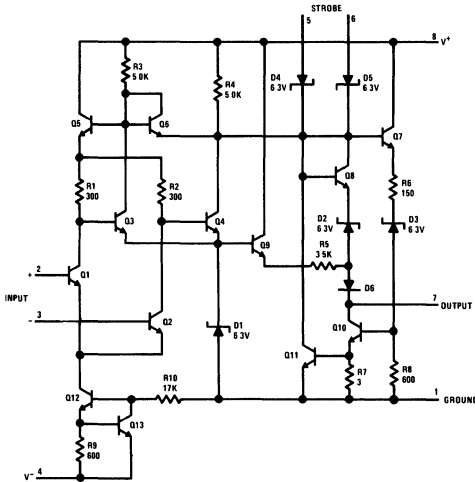 STROBE
5 6
8 V+
R3
5.0K
R4
5.0K
D4
6.3V
D5
6.3V
Q5
Q6
Q7
Q8
R1
300
R2
300
R6
150
Q3
Q4
Q9
D2
6.3V
D3
6.3V
R5
3.5K
+ 2
Q1
D6
7
OUTPUT
INPUT
- 3
Q2
D1
6.3V
Q10
Q11
R7
3
R8
600
R10
17K
1
GROUND
Q12
Q13
R9
600
V- 4